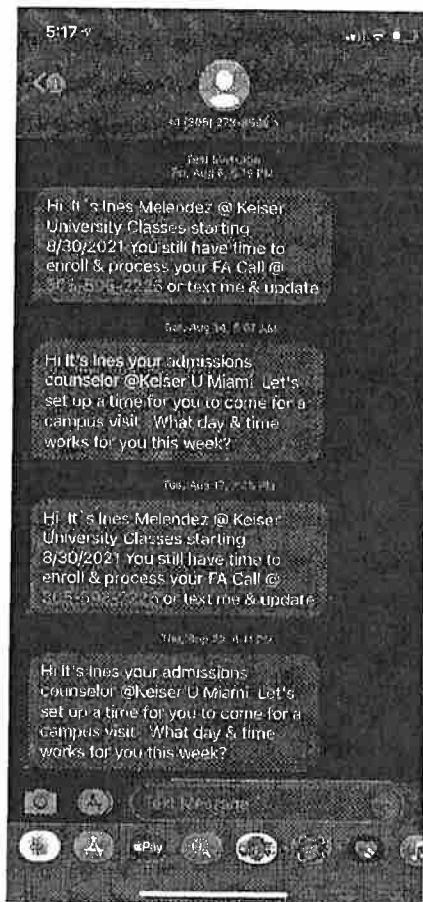 5:17
Hi It's Ines Melendez @ Keiser
University Classes starting
8/30/2021 You still have time to
enroll & process your FA Call @
or text me & update
Hi It's Ines your admissions
counselor @Keiser U Miami Let's
set up a time for you to come for a
campus visit. What day & time
works for you this week?
Hi It's Ines Melendez @ Keiser
University Classes starting
8/30/2021 You still have time to
enroll & process your FA Call @
or text me & update
Hi It's Ines your admissions
counselor @Keiser U Miami Let's
set up a time for you to come for a
campus visit. What day & time
works for you this week?
Text Message
Pay